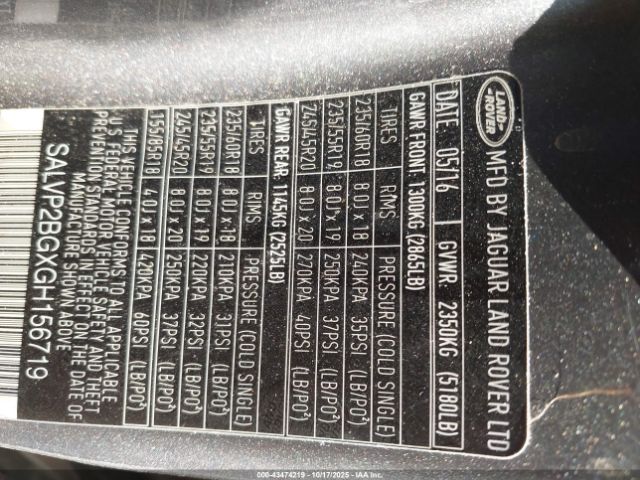 LAND-
ROVER
MFD BY JAGUAR LAND ROVER LTD
DATE: 05/16 GVWR: 2350KG (5180LB)
GAWR FRONT: 1300KG (2865LB)
TIRES RIMS PRESSURE (COLD SINGLE)
235/60R18 8.0J x 18 240KPA 35PSI (LB/PO²)
235/55R19 8.0J x 19 250KPA 37PSI (LB/PO²)
245/45R20 8.0J x 20 270KPA 40PSI (LB/PO²)
GAWR REAR: 1145KG (2525LB)
TIRES RIMS PRESSURE (COLD SINGLE)
235/60R18 8.0J x 18 210KPA 31PSI (LB/PO²)
235/55R19 8.0J x 19 220KPA 32PSI (LB/PO²)
245/45R20 8.0J x 20 250KPA 37PSI (LB/PO²)
155/85R18 4.0J x 18 420KPA 60PSI (LB/PO²)
THIS VEHICLE CONFORMS TO ALL APPLICABLE
U.S. FEDERAL MOTOR VEHICLE SAFETY AND THEFT
PREVENTION STANDARDS IN EFFECT ON THE DATE OF
MANUFACTURE SHOWN ABOVE
SALVP2BGXGH156719
000-43474219 - 10/17/2025 - IAAI.COM